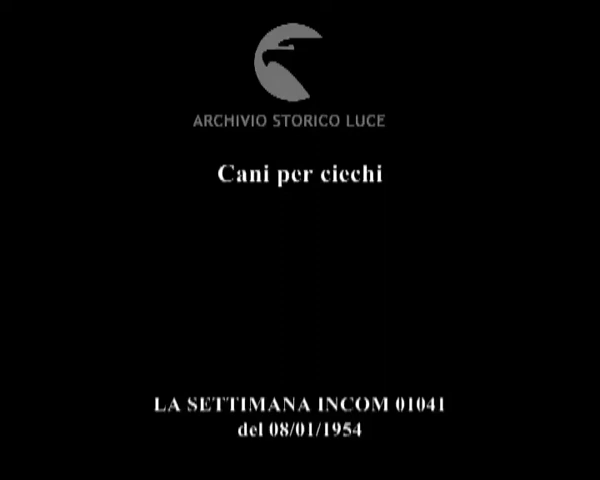 ARCHIVIO STORICO LUCE
Cani per ciechi
LA SETTIMANA INCOM 01041
del 08/01/1954